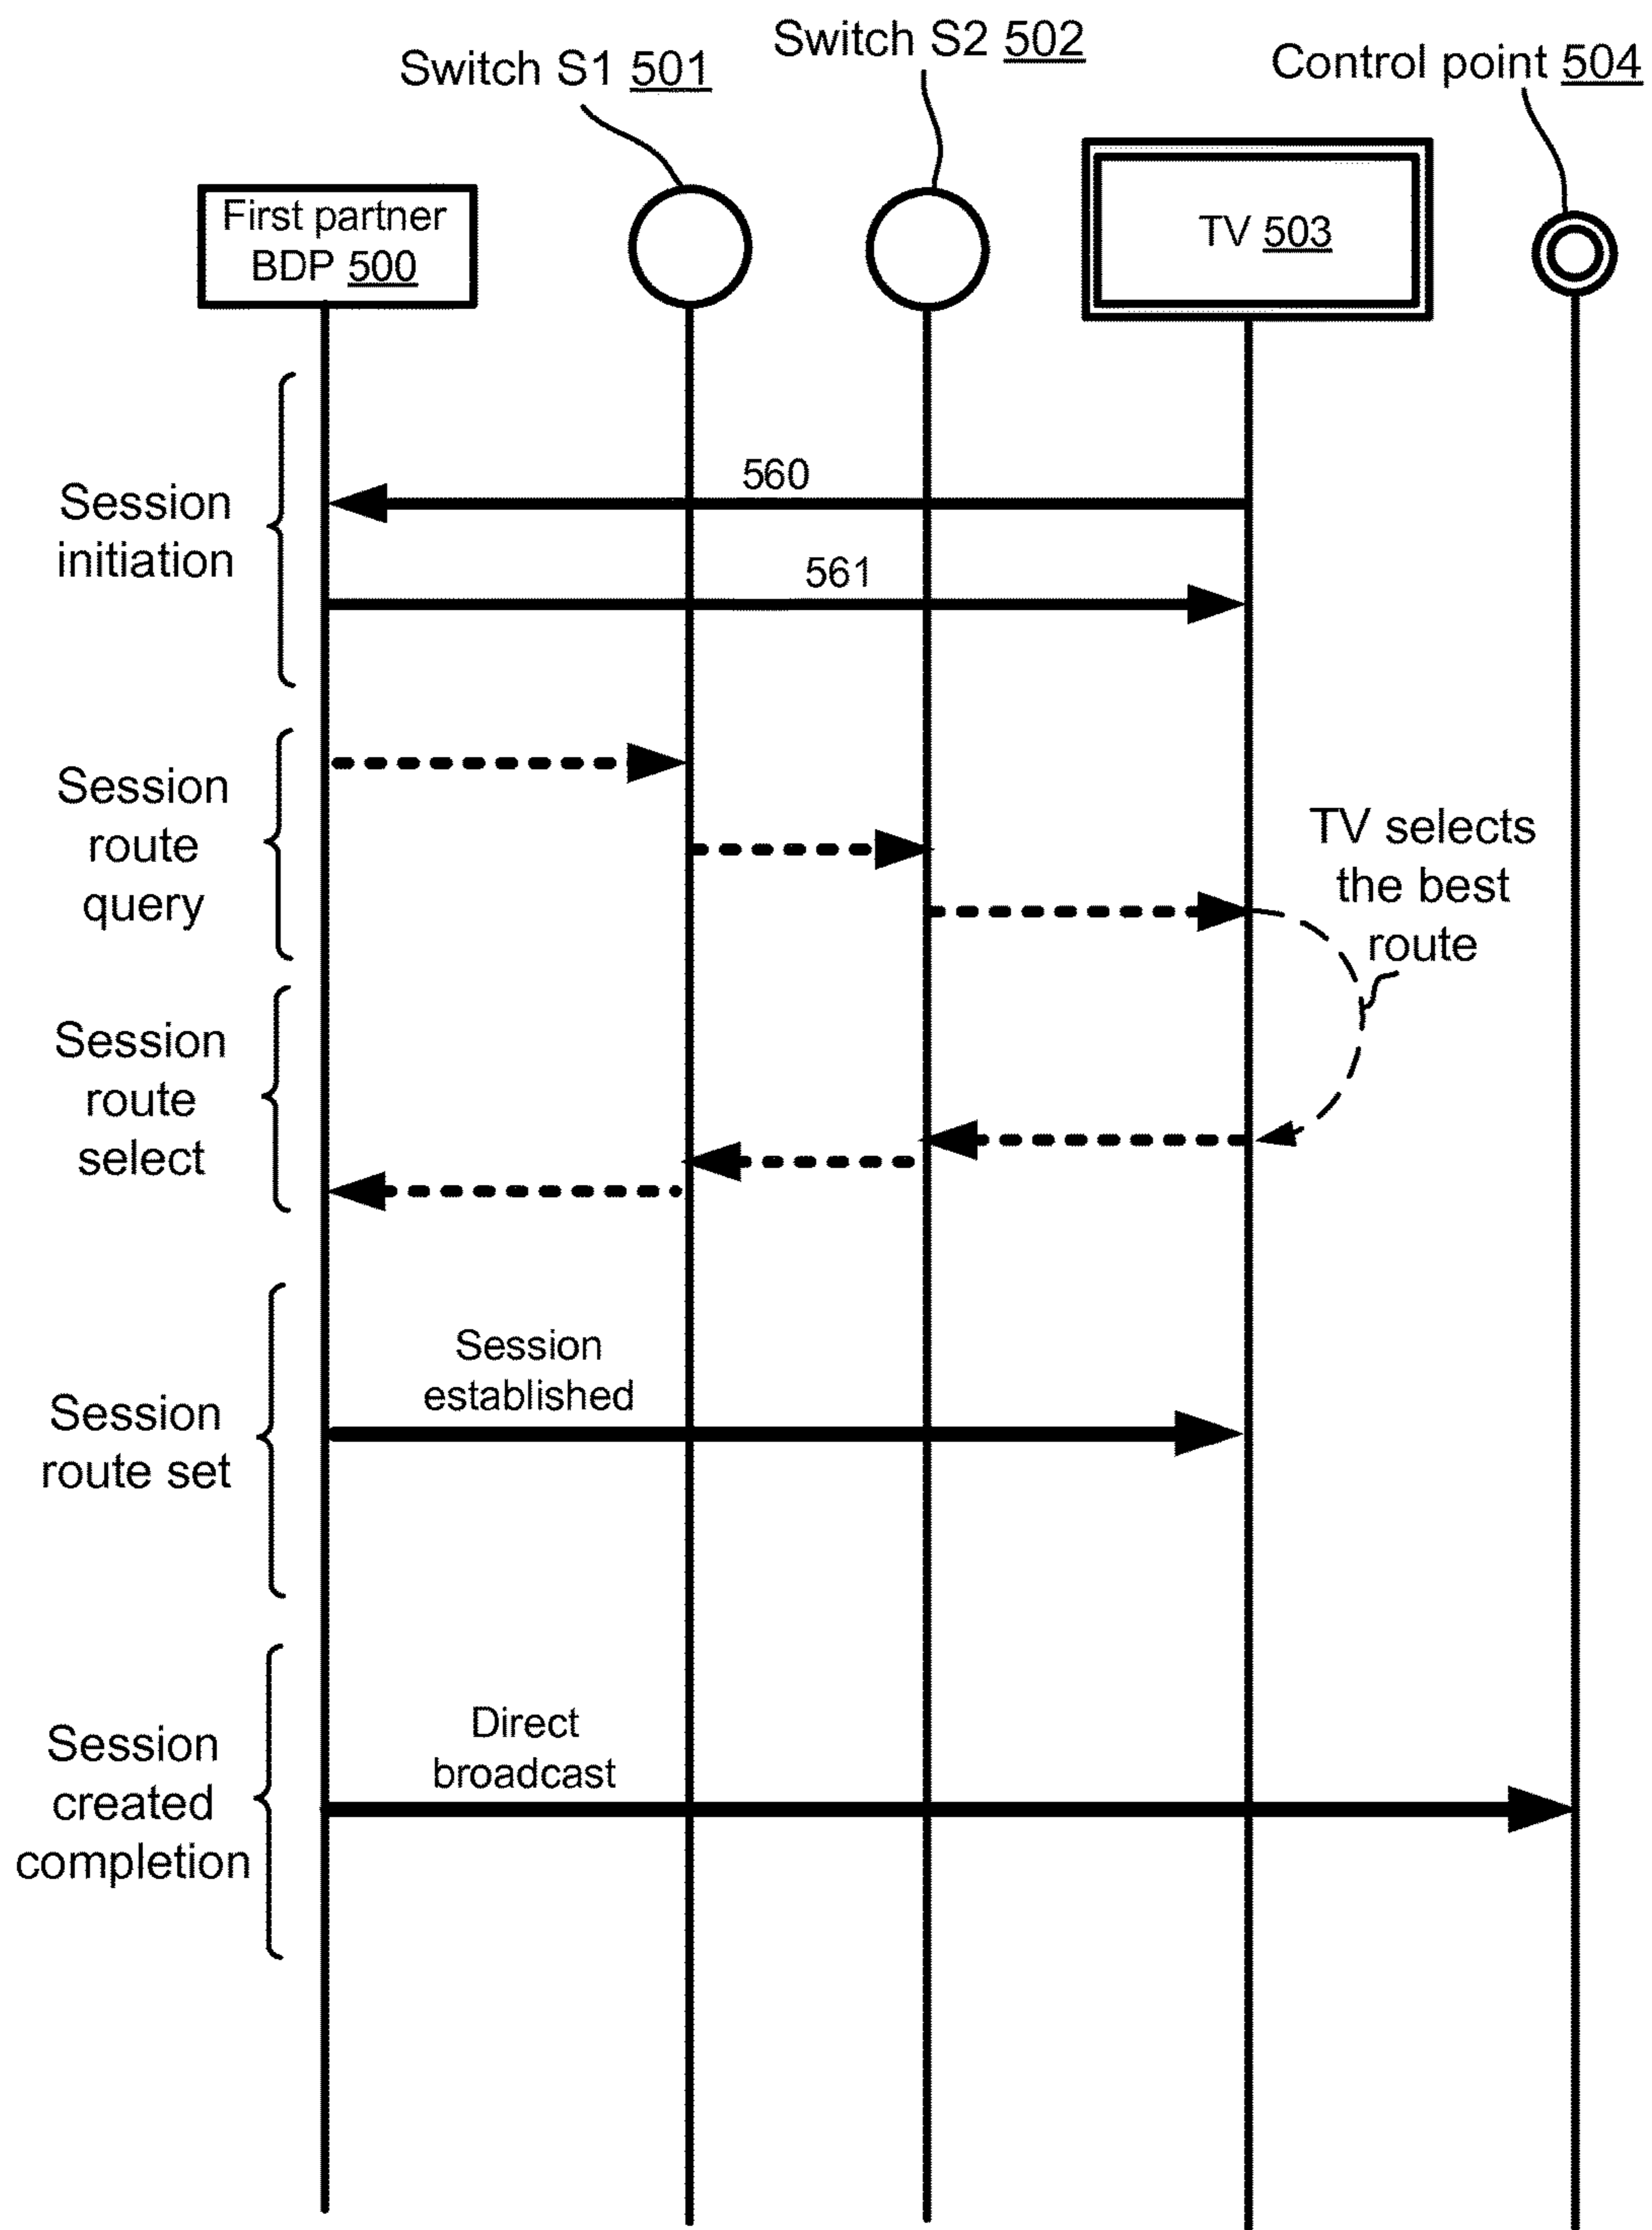 Switch S1 501
Switch S2 502
Control point 504
First partner
BDP 500
TV 503
Session
initiation
560
561
Session
route
query
TV selects
the best
route
Session
route
select
Session
route set
Session
established
Session
created
completion
Direct
broadcast